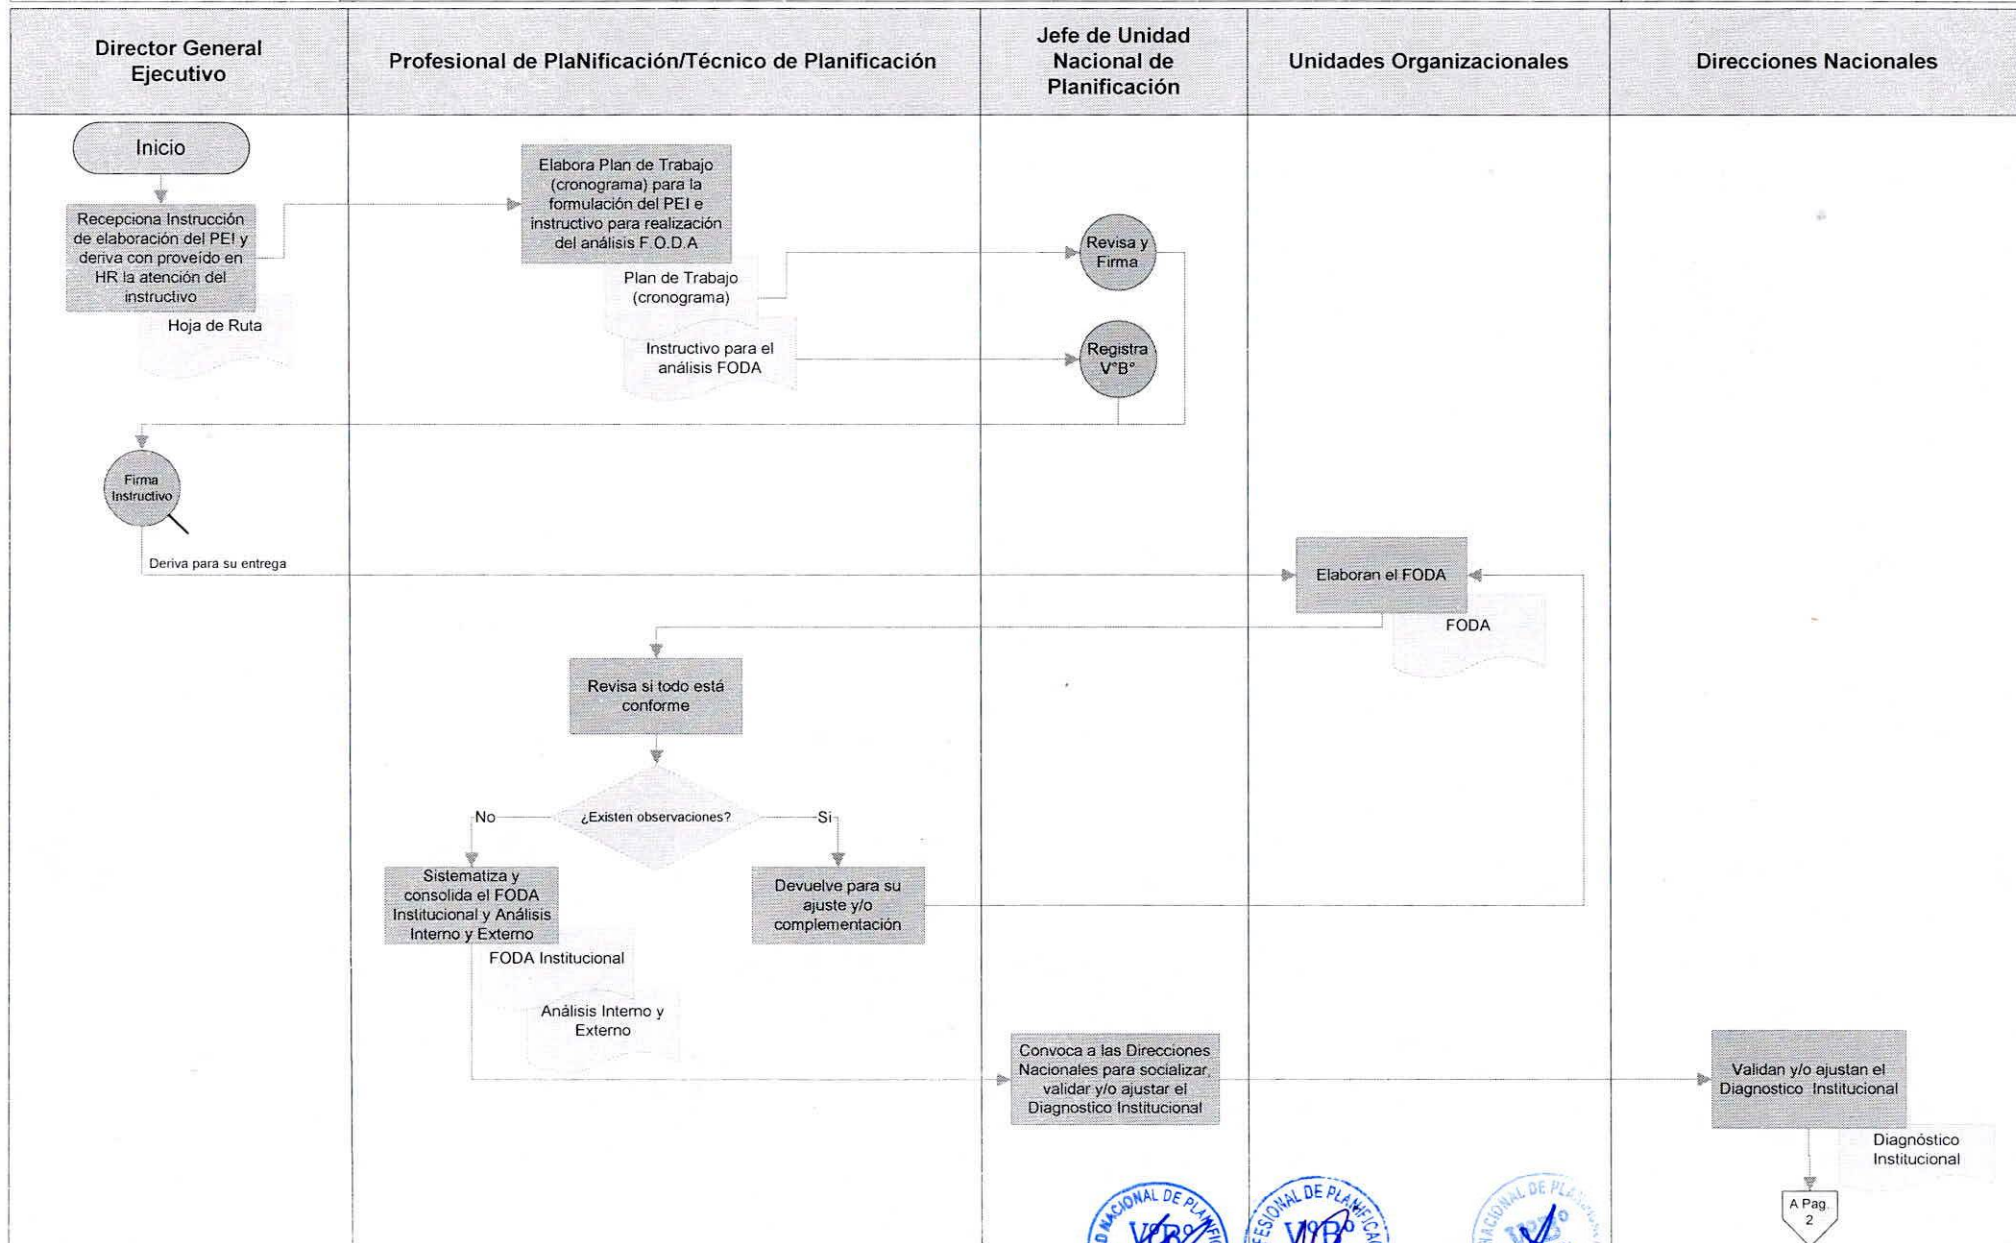 Director General
Ejecutivo
Profesional de PlaNificación/Técnico de Planificación
Jefe de Unidad
Nacional de
Planificación
Unidades Organizacionales
Direcciones Nacionales
Inicio
Recepciona Instrucción
de elaboración del PEI y
deriva con proveído en
HR la atención del
instructivo
Hoja de Ruta
Elabora Plan de Trabajo
(cronograma) para la
formulación del PEI e
instructivo para realización
del análisis F.O.D.A
Plan de Trabajo
(cronograma)
Instructivo para el
análisis FODA
Revisa y
Firma
Registra
V°B°
Firma
Instructivo
Deriva para su entrega
Elaboran el FODA
FODA
Revisa si todo está
conforme
¿Existen observaciones?
No
Si
Sistematiza y
consolida el FODA
Institucional y Análisis
Interno y Externo
FODA Institucional
Análisis Interno y
Externo
Devuelve para su
ajuste y/o
complementación
Convoca a las Direcciones
Nacionales para socializar,
validar y/o ajustar el
Diagnostico Institucional
Validan y/o ajustan el
Diagnostico Institucional
Diagnóstico
Institucional
A Pag.
2
NACIONAL DE
V°B°
DE
V°B°
NACIONAL DE
V°B°